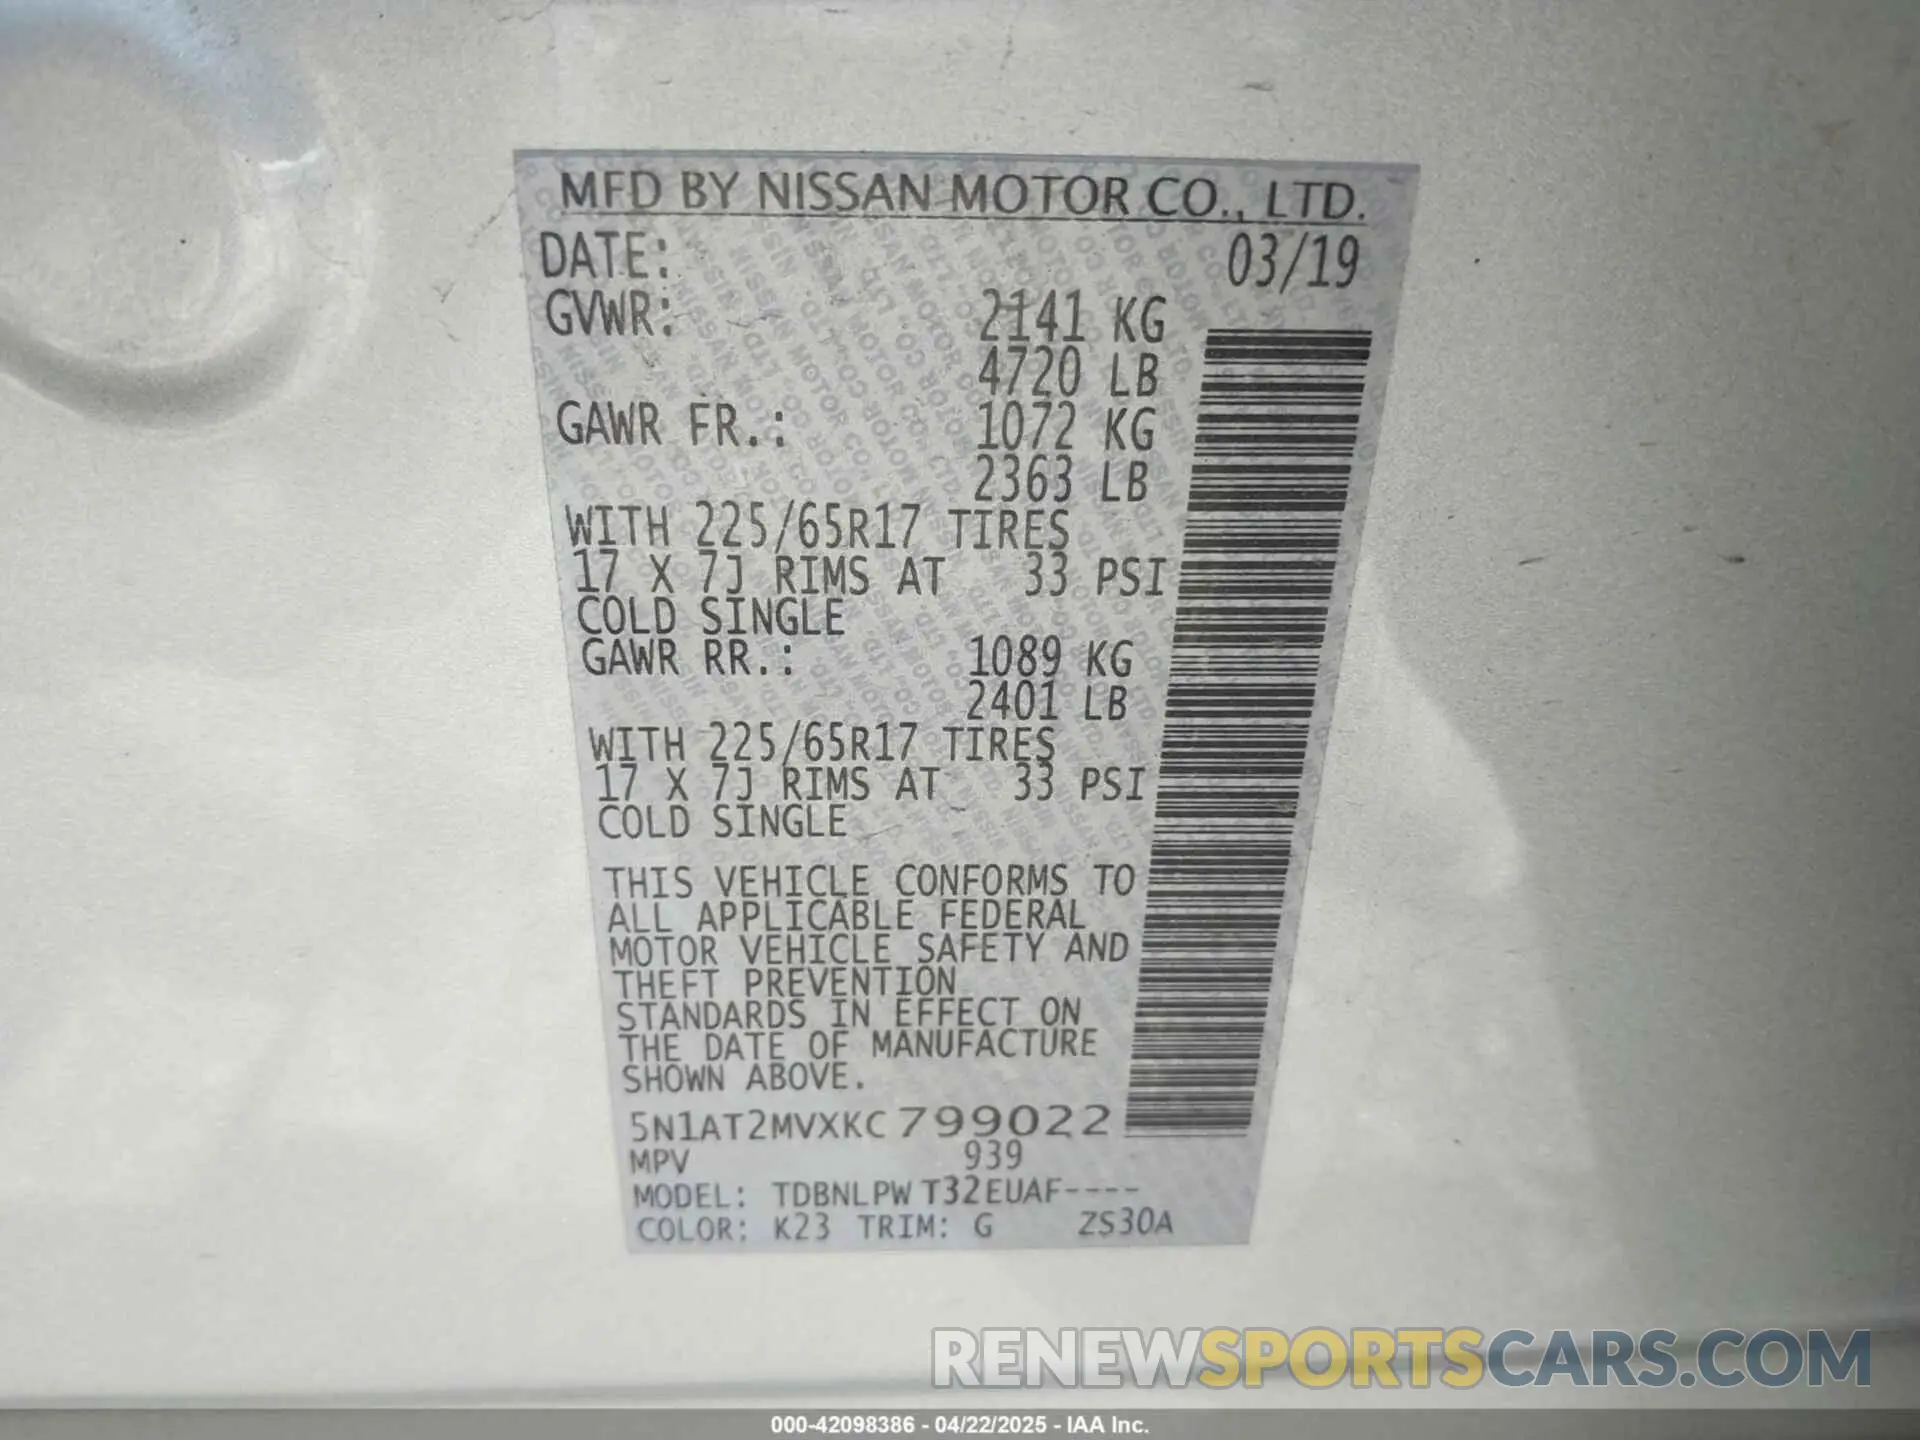 MFD BY NISSAN MOTOR CO., LTD.
DATE: 03/19
GVWR: 2141 KG
4720 LB
GAWR FR.: 1072 KG
2363 LB
WITH 225/65R17 TIRES
17 X 7J RIMS AT 33 PSI
COLD SINGLE
GAWR RR.: 1089 KG
2401 LB
WITH 225/65R17 TIRES
17 X 7J RIMS AT 33 PSI
COLD SINGLE
THIS VEHICLE CONFORMS TO
ALL APPLICABLE FEDERAL
MOTOR VEHICLE SAFETY AND
THEFT PREVENTION
STANDARDS IN EFFECT ON
THE DATE OF MANUFACTURE
SHOWN ABOVE.
5N1AT2MVXKC799022
MPV 939
MODEL: TDBNLPW T32EUAF----
COLOR: K23 TRIM: G ZS30A
RENEWSPORTSCARS.COM
000-42098386 - 04/22/2025 - IAA Inc.